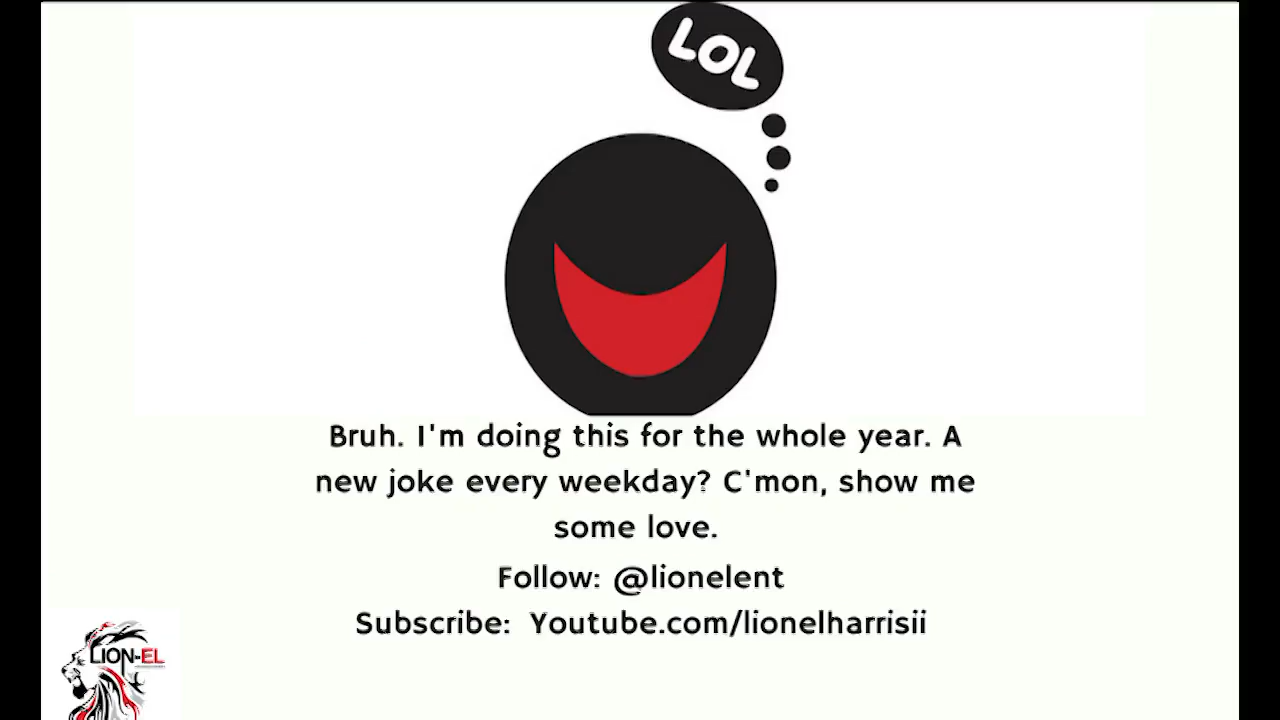 LOL
Bruh. I'm doing this for the whole year. A
new joke every weekday? C'mon, show me
some love.
Follow: @lionelent
Subscribe: Youtube.com/lionelharrisii
LION-EL